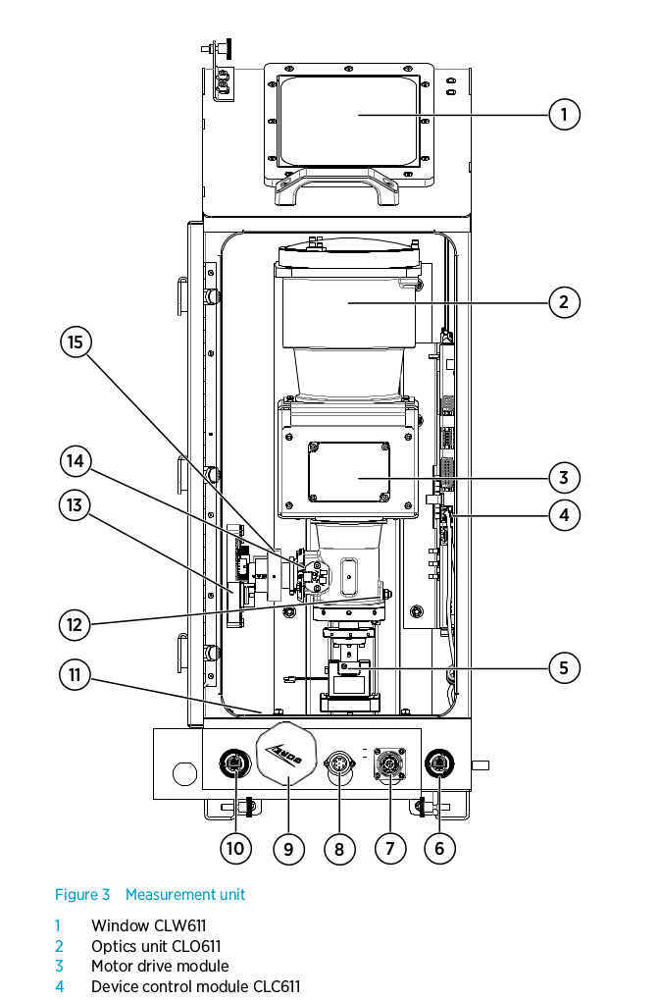 1
2
15
14
3
13
4
12
5
11
GORE
10
9
8
7
6
Figure 3 Measurement unit
1 Window CLW611
2 Optics unit CLO611
3 Motor drive module
4 Device control module CLC611